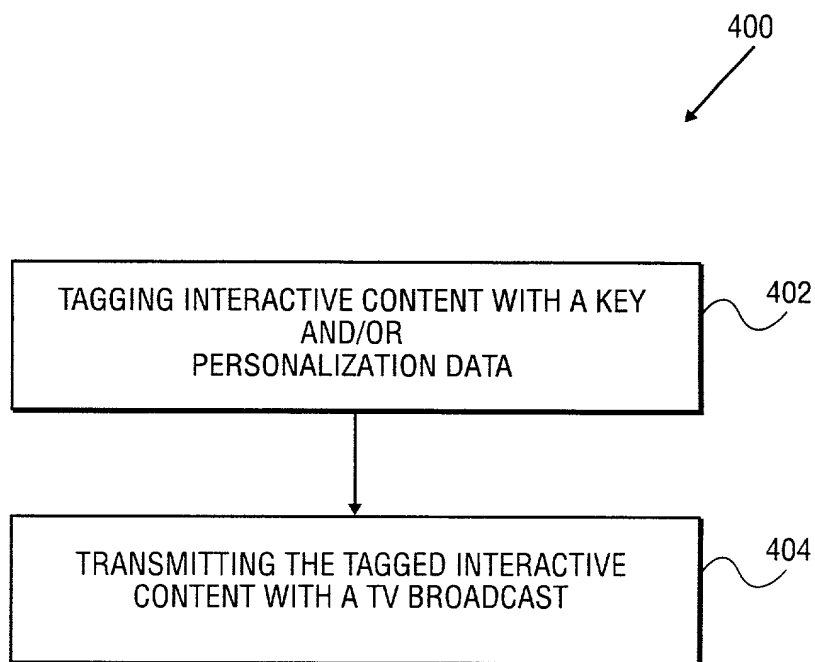 400
TAGGING INTERACTIVE CONTENT WITH A KEY
AND/OR
PERSONALIZATION DATA
402
TRANSMITTING THE TAGGED INTERACTIVE
CONTENT WITH A TV BROADCAST
404